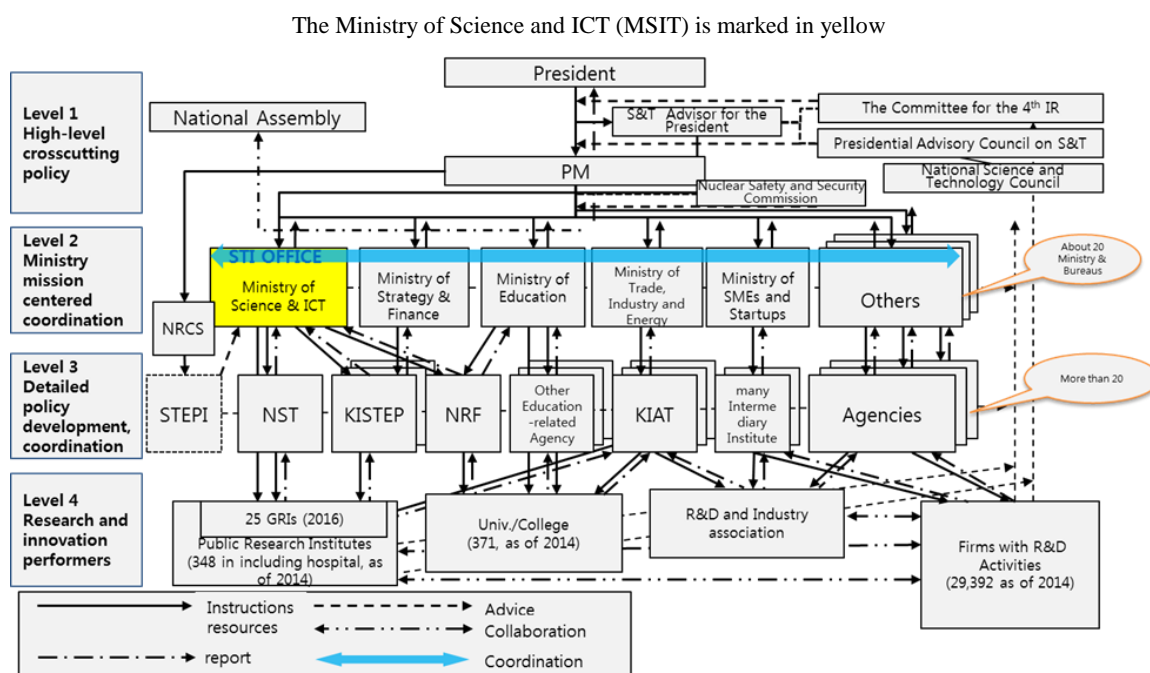 The Ministry of Science and ICT (MSIT) is marked in yellow
Level 1
High-level
crosscutting
policy
National Assembly
President
S&T Advisor for the
President
The Committee for the 4th IR
Presidential Advisory Council on S&T
National Science and
Technology Council
PM
Nuclear Safety and Security
Commission
Level 2
Ministry
mission
centered
coordination
NRCS
STI OFFICE
Ministry of
Science & ICT
Ministry of
Strategy &
Finance
Ministry of
Education
Ministry of
Trade,
Industry and
Energy
Ministry of
SMEs and
Startups
Others
About 20
Ministry &
Bureaus
Level 3
Detailed
policy
development,
coordination
STEPI
NST
KISTEP
NRF
Other
Education
-related
Agency
KIAT
many
Interme
diary
Institute
Agencies
More than 20
Level 4
Research and
innovation
performers
25 GRIs (2016)
Public Research Institutes
(348 in including hospital, as
of 2014)
Univ./College
(371, as of 2014)
R&D and Industry
association
Firms with R&D
Activities
(29,392 as of 2014)
Instructions
resources
Advice
Collaboration
report
Coordination